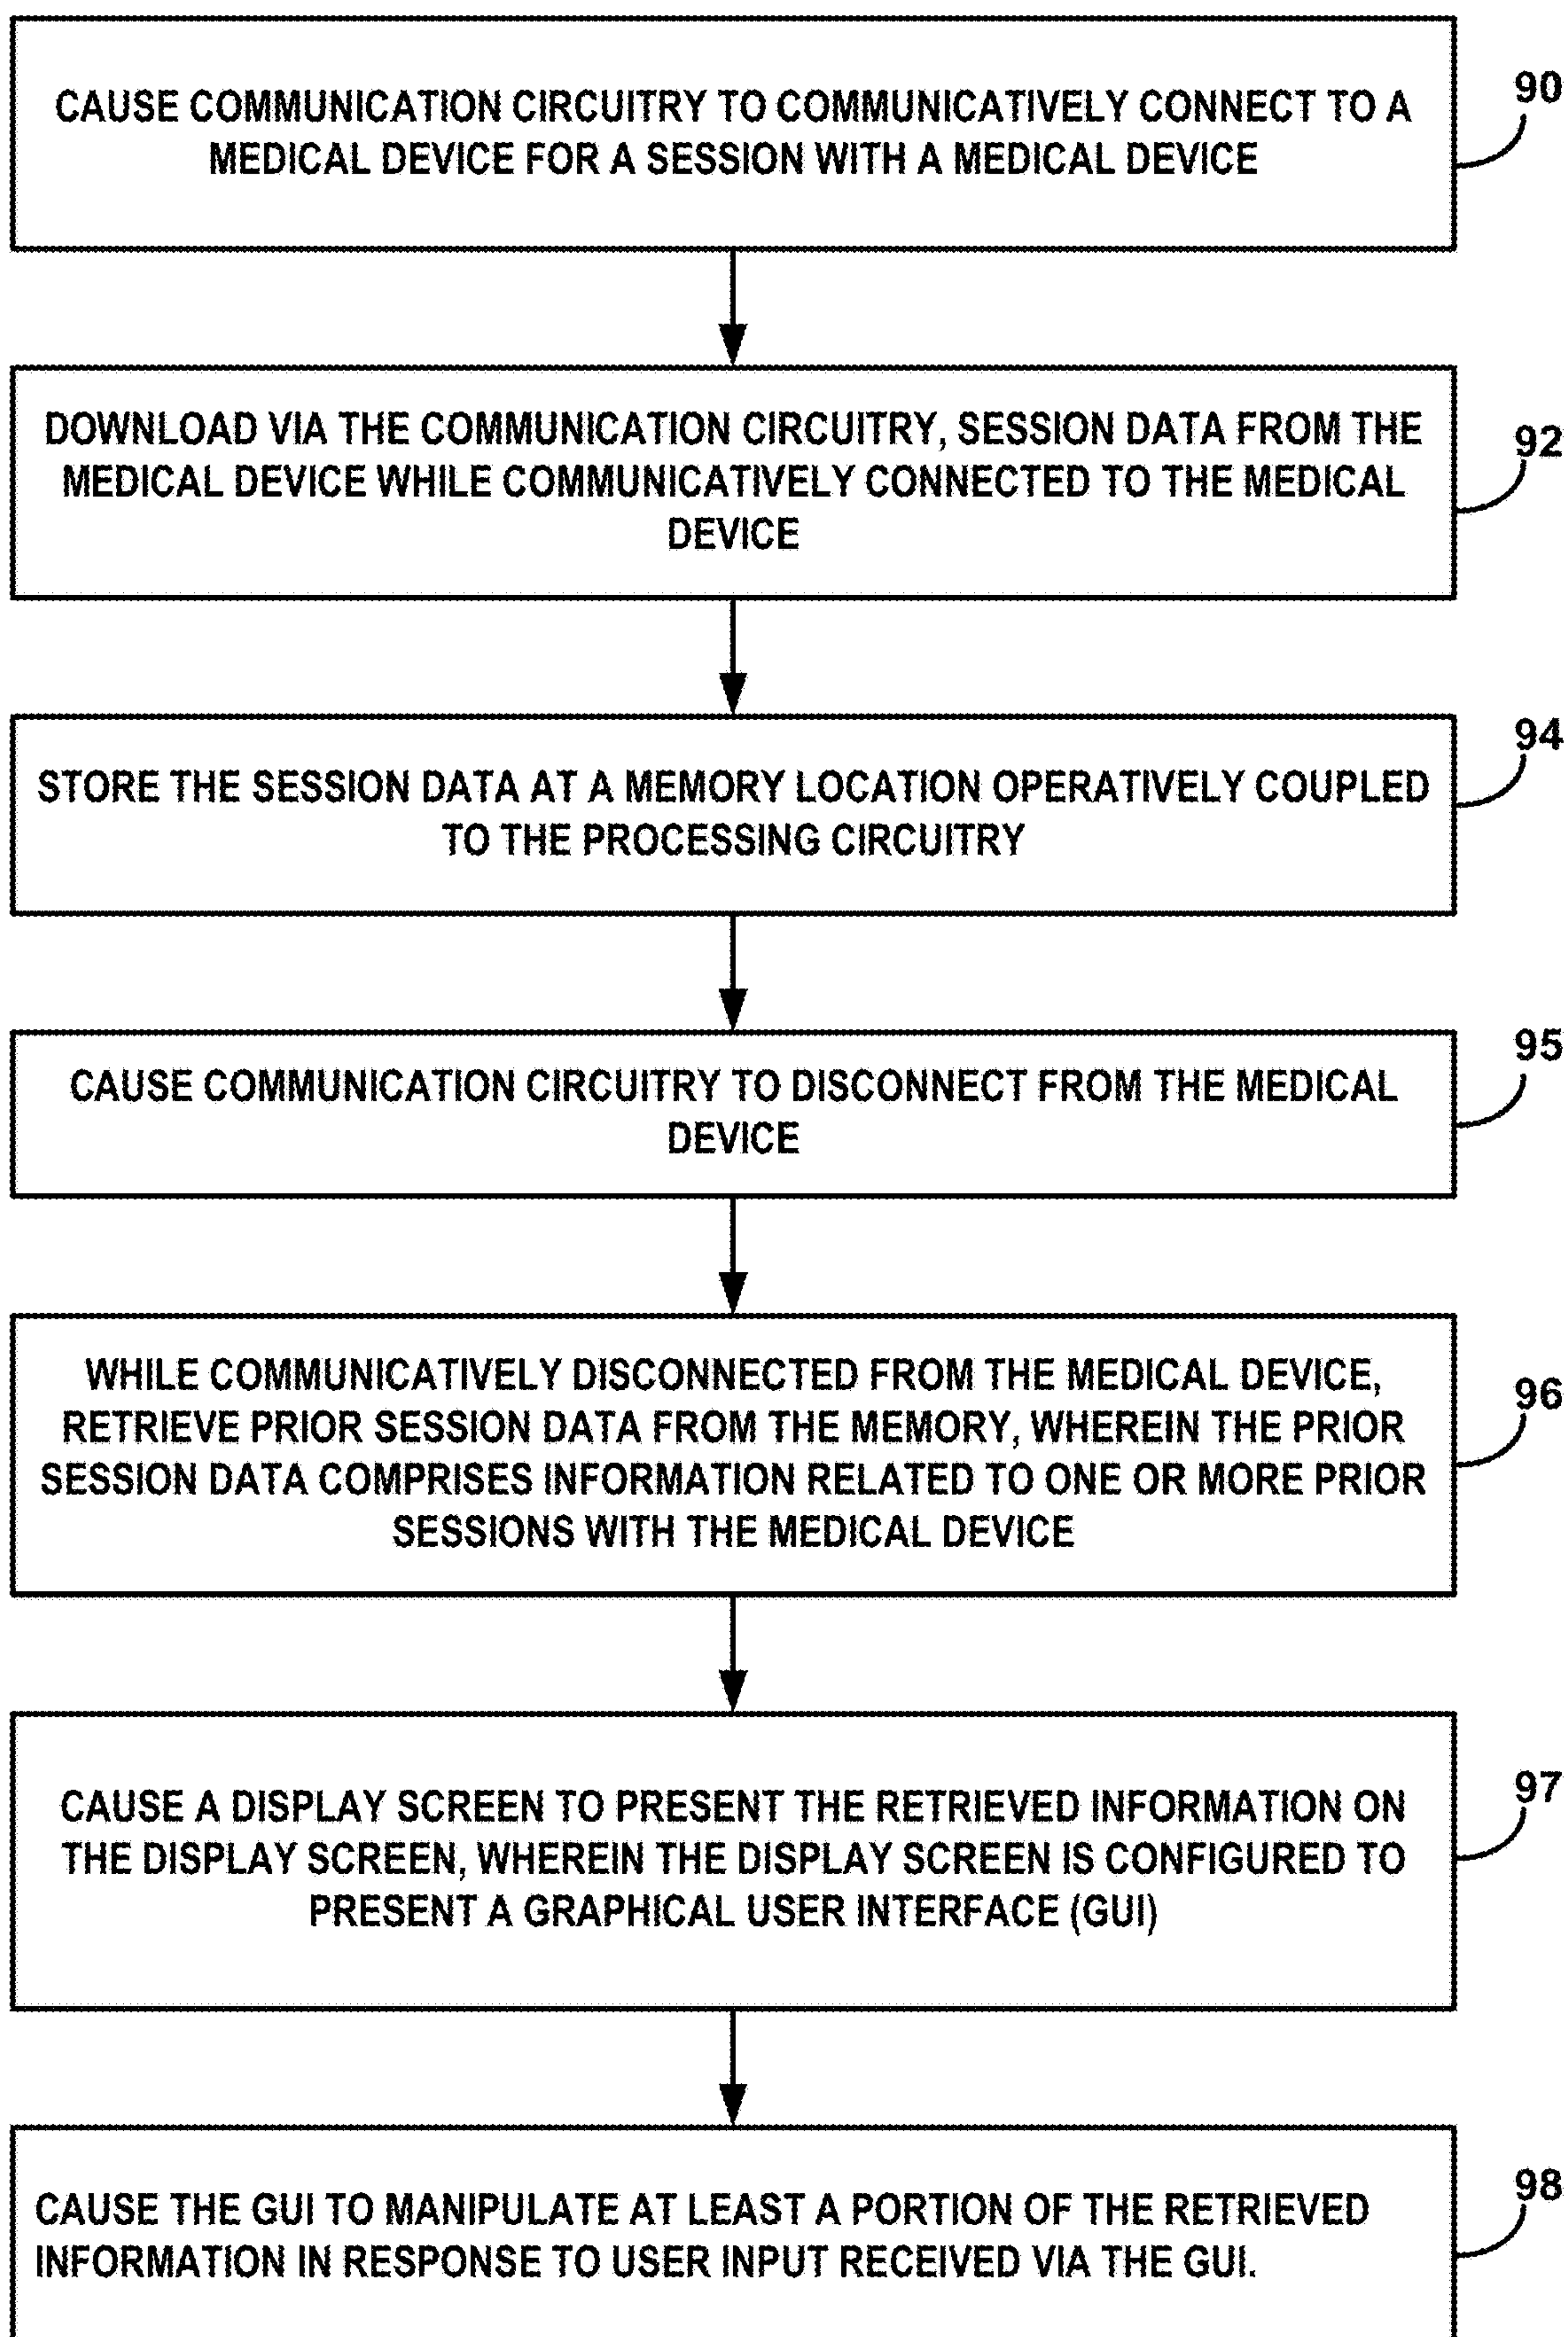 CAUSE COMMUNICATION CIRCUITRY TO COMMUNICATIVELY CONNECT TO A
MEDICAL DEVICE FOR A SESSION WITH A MEDICAL DEVICE
90
DOWNLOAD VIA THE COMMUNICATION CIRCUITRY, SESSION DATA FROM THE
MEDICAL DEVICE WHILE COMMUNICATIVELY CONNECTED TO THE MEDICAL
DEVICE
92
STORE THE SESSION DATA AT A MEMORY LOCATION OPERATIVELY COUPLED
TO THE PROCESSING CIRCUITRY
94
CAUSE COMMUNICATION CIRCUITRY TO DISCONNECT FROM THE MEDICAL
DEVICE
95
WHILE COMMUNICATIVELY DISCONNECTED FROM THE MEDICAL DEVICE,
RETRIEVE PRIOR SESSION DATA FROM THE MEMORY, WHEREIN THE PRIOR
SESSION DATA COMPRISES INFORMATION RELATED TO ONE OR MORE PRIOR
SESSIONS WITH THE MEDICAL DEVICE
96
CAUSE A DISPLAY SCREEN TO PRESENT THE RETRIEVED INFORMATION ON
THE DISPLAY SCREEN, WHEREIN THE DISPLAY SCREEN IS CONFIGURED TO
PRESENT A GRAPHICAL USER INTERFACE (GUI)
97
CAUSE THE GUI TO MANIPULATE AT LEAST A PORTION OF THE RETRIEVED
INFORMATION IN RESPONSE TO USER INPUT RECEIVED VIA THE GUI.
98